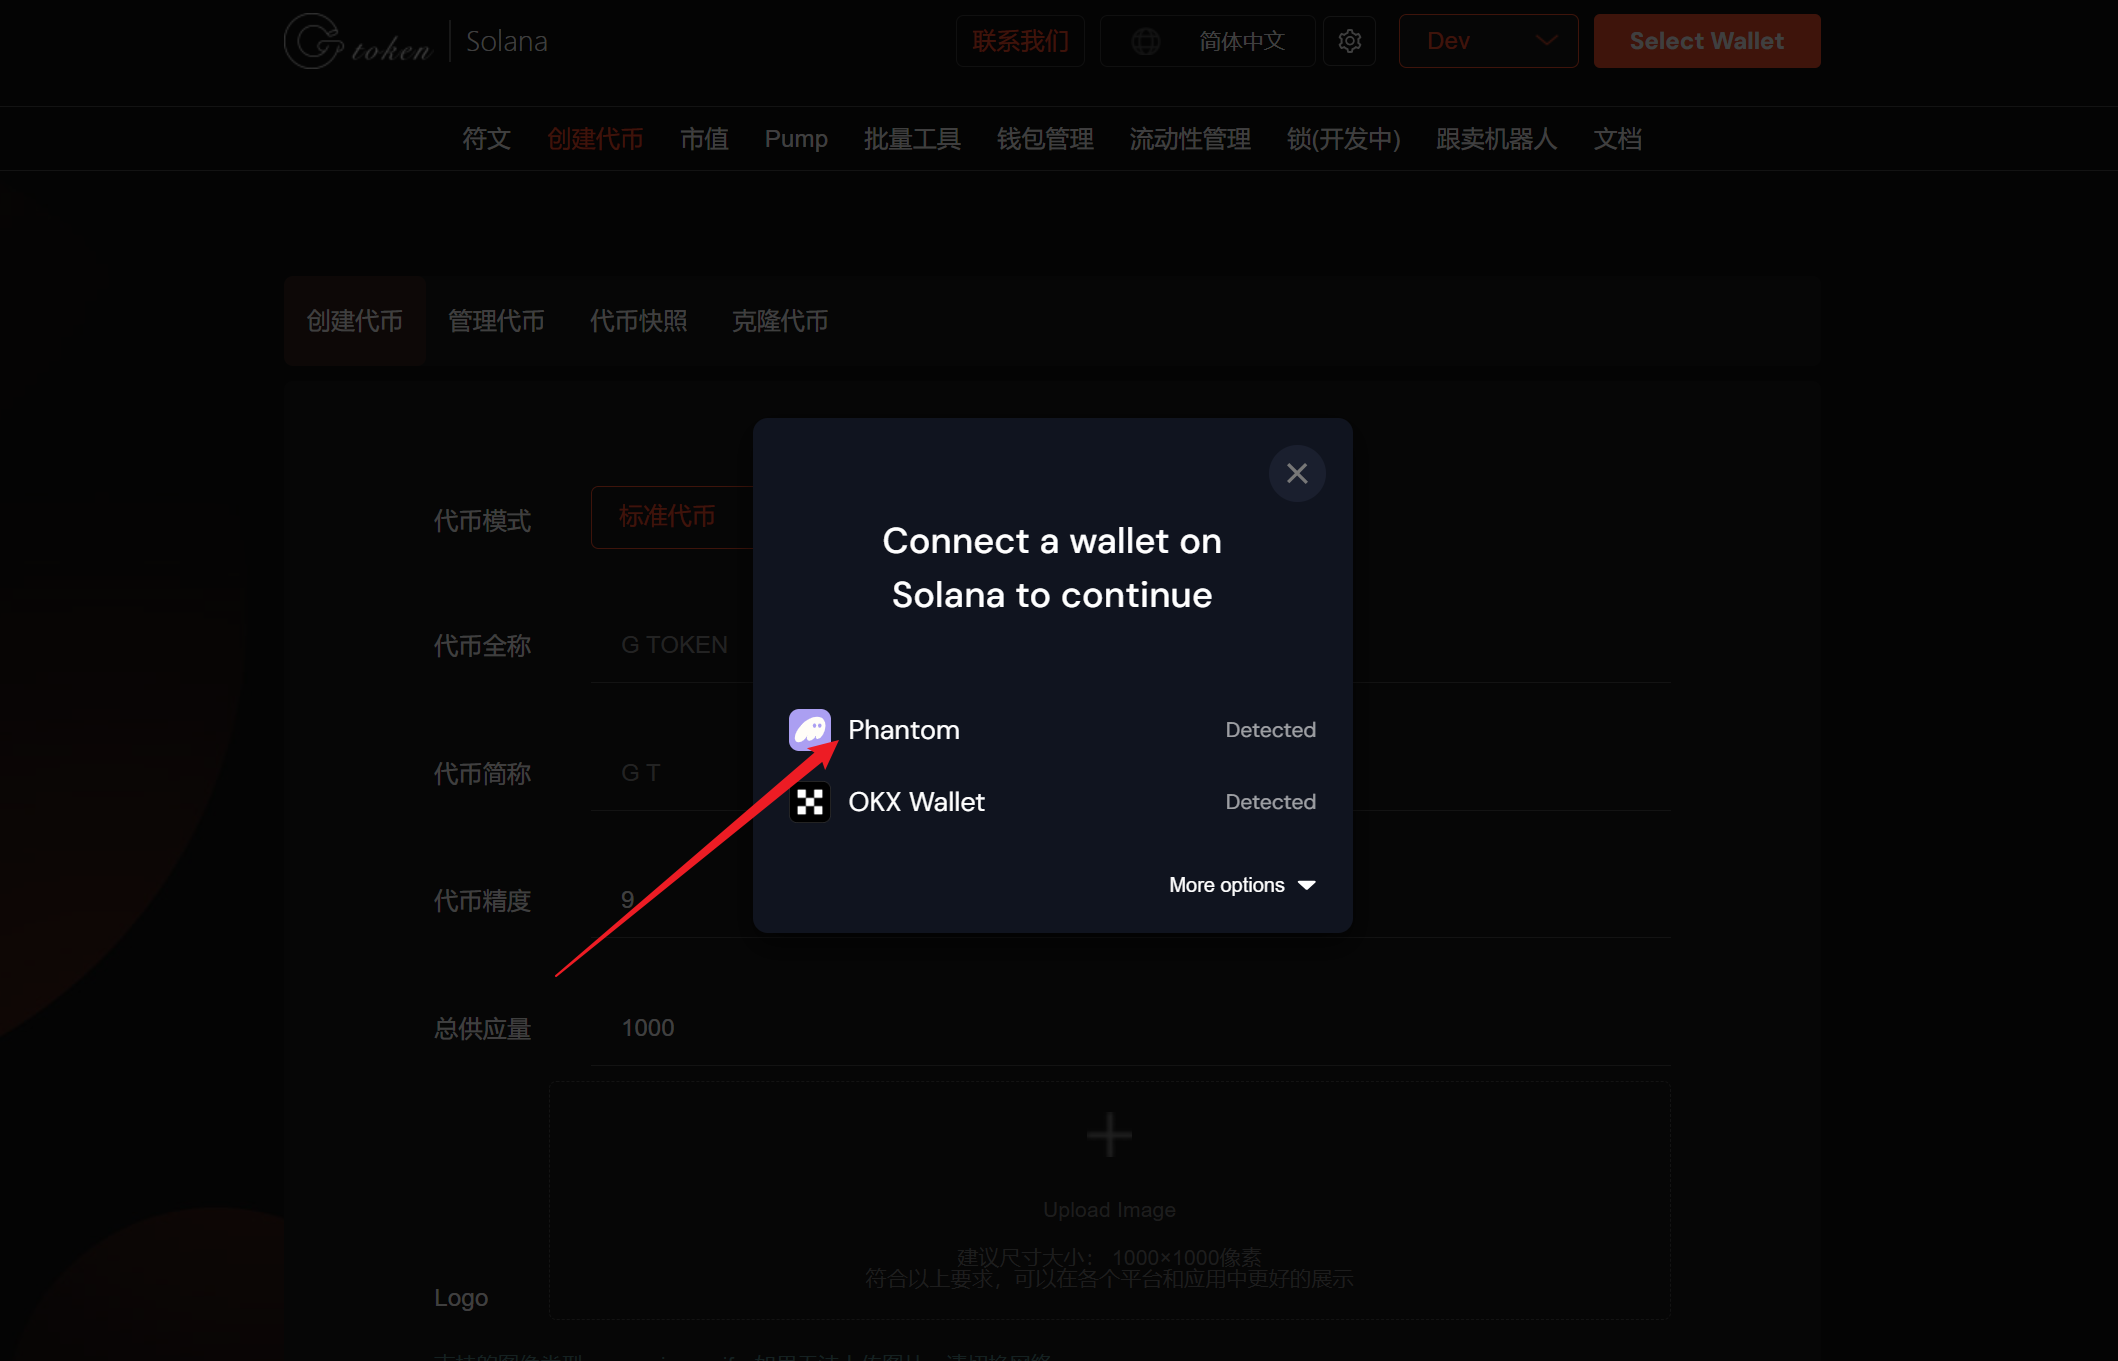 G token | Solana
联系我们
简体中文
Dev
Select Wallet
符文 创建代币 市值 Pump 批量工具 钱包管理 流动性管理 锁(开发中) 跟卖机器人 文档
创建代币 管理代币 代币快照 克隆代币
Connect a wallet on
Solana to continue
Phantom Detected
OKX Wallet Detected
More options
代币模式 标准代币
代币全称 G TOKEN
代币简称 G T
代币精度 9
总供应量 1000
Upload Image
建议尺寸大小： 1000×1000像素
符合以上要求，可以在各个平台和应用中更好的展示
Logo